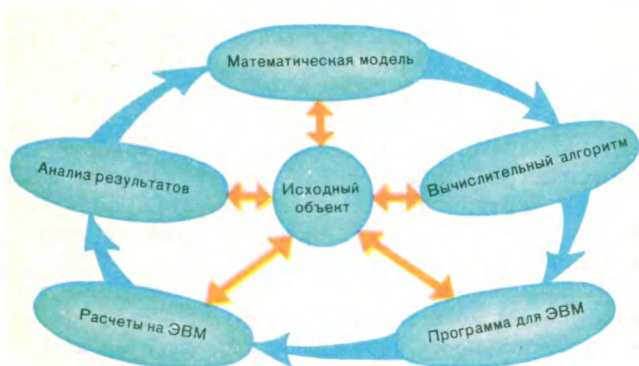 Математическая модель
Вычислительный алгоритм
Программа для ЭВМ
Расчеты на ЭВМ
Анализ результатов
Исходный
объект